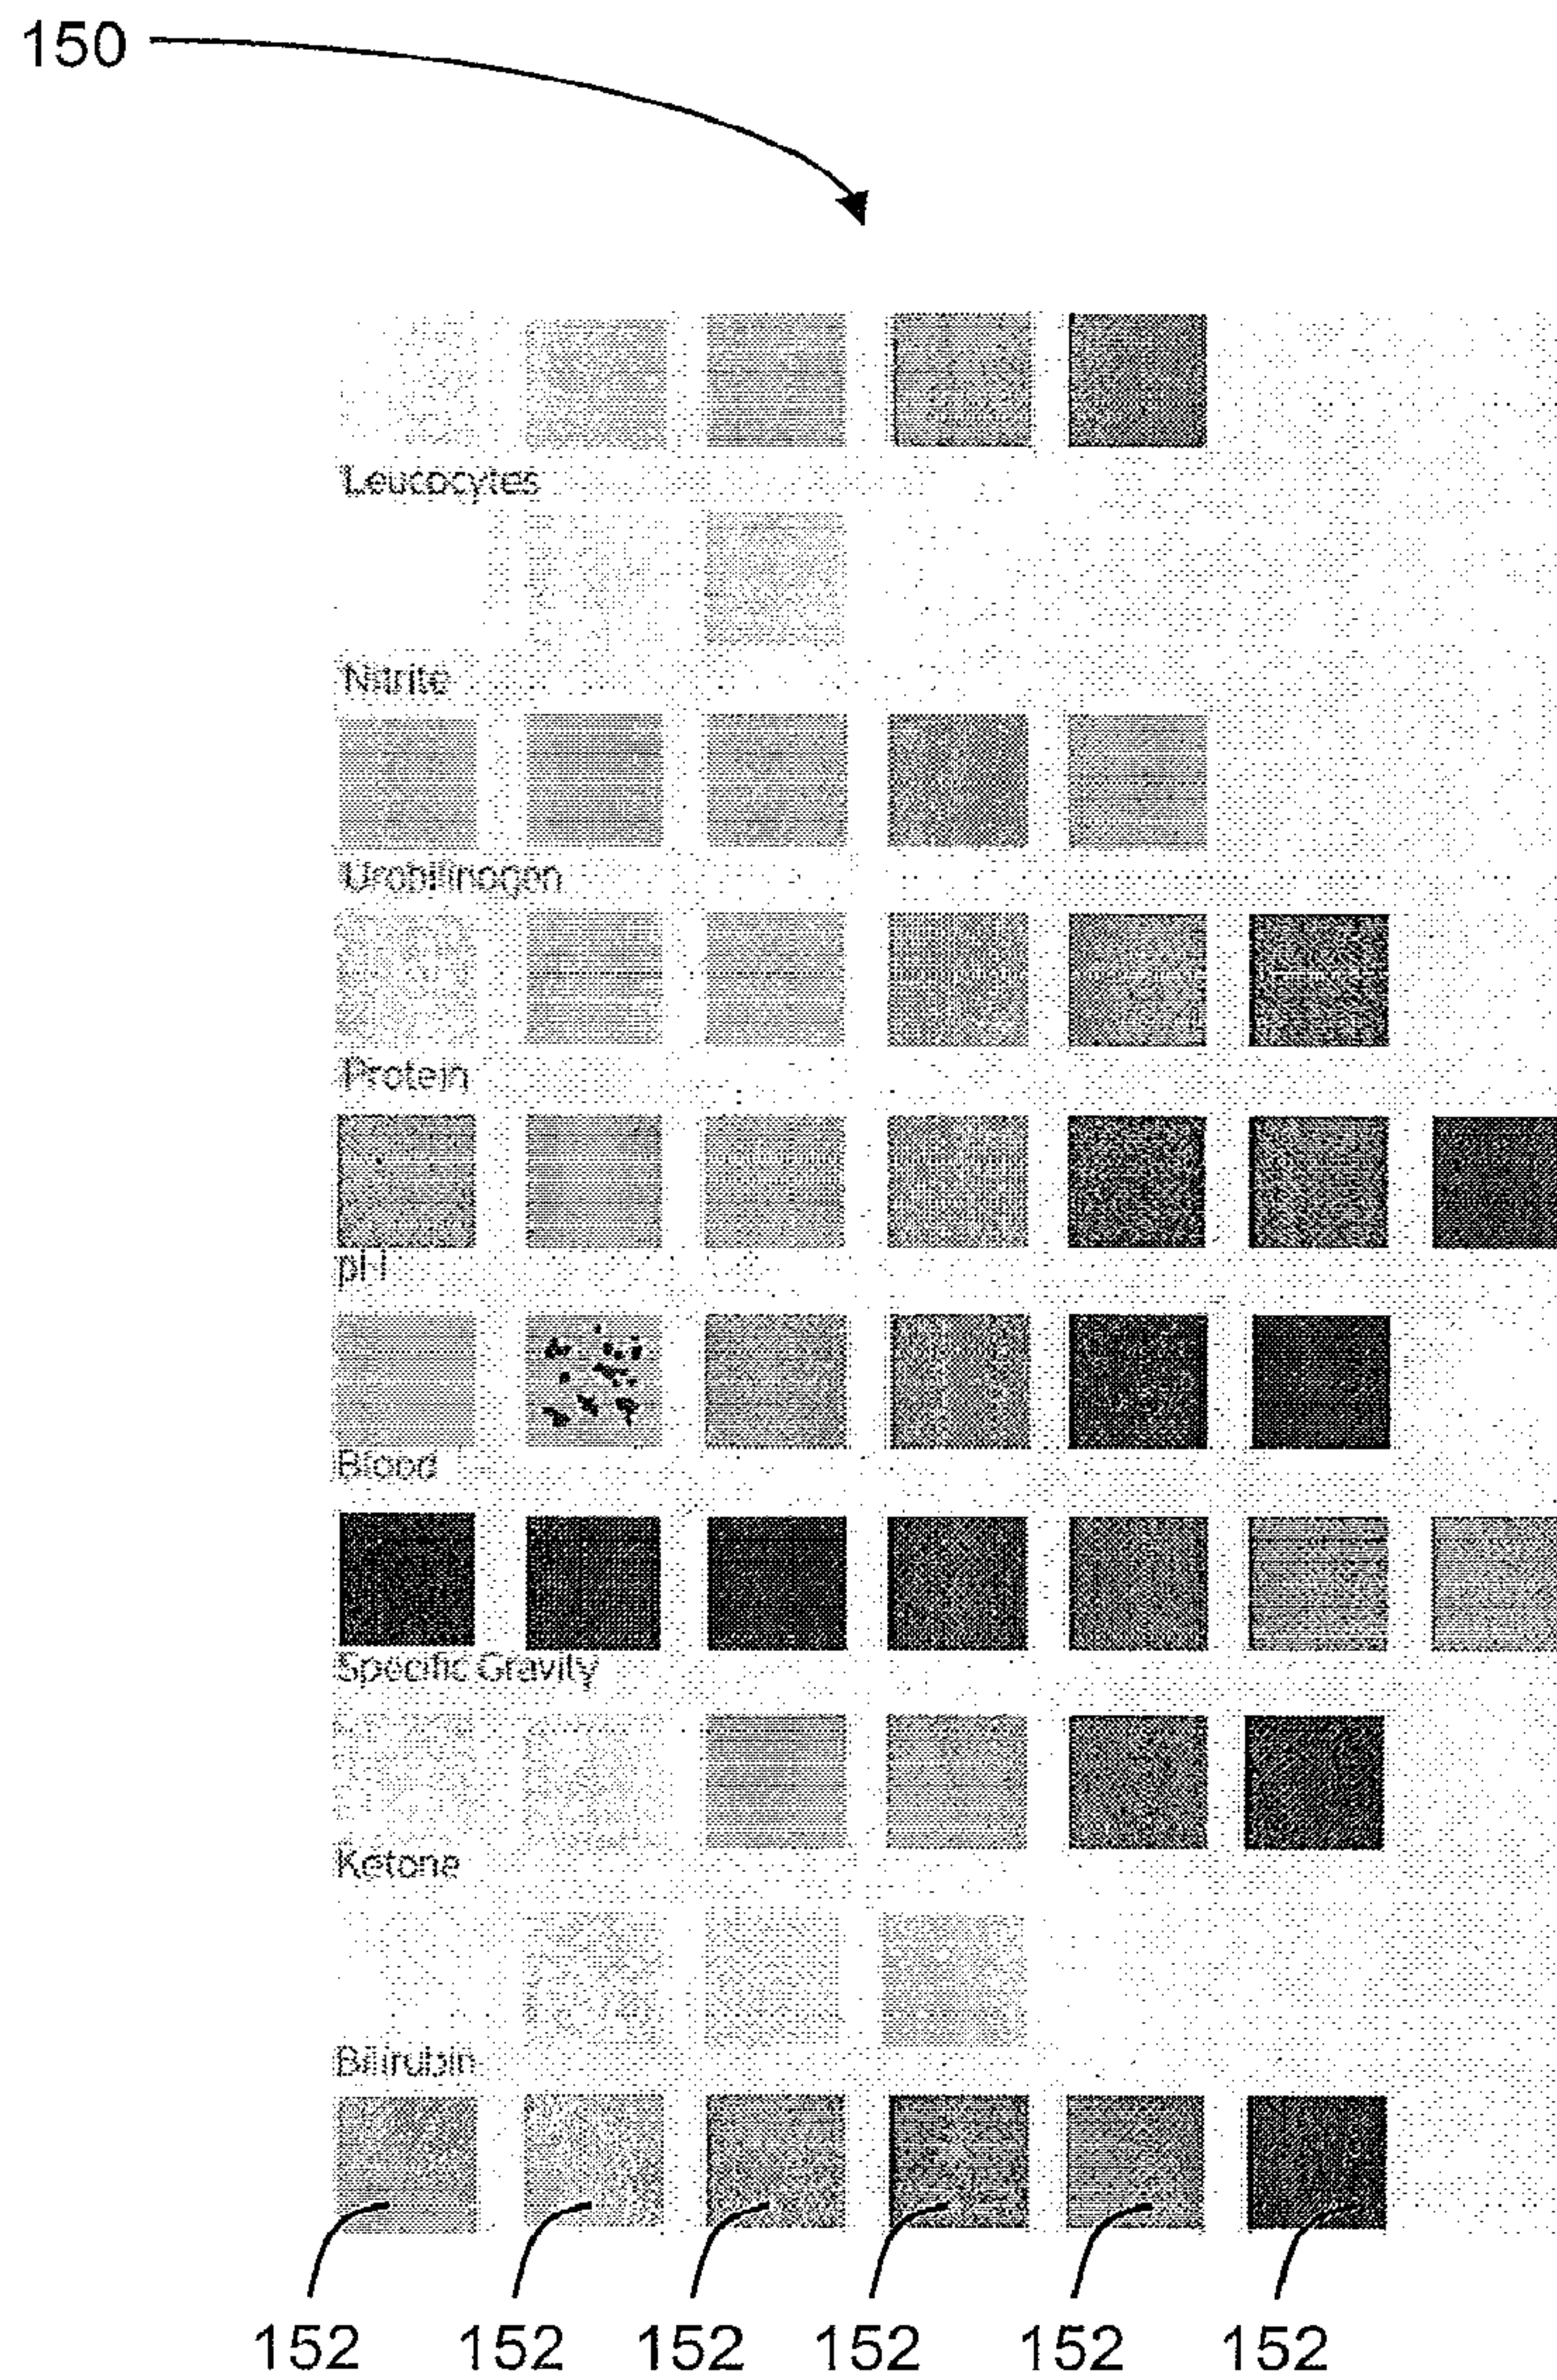 150
Leucocytes
Nitrite
Urobilinogen
Protein
pH
Blood
Specific Gravity
Ketone
Bilirubin
152 152 152 152 152 152